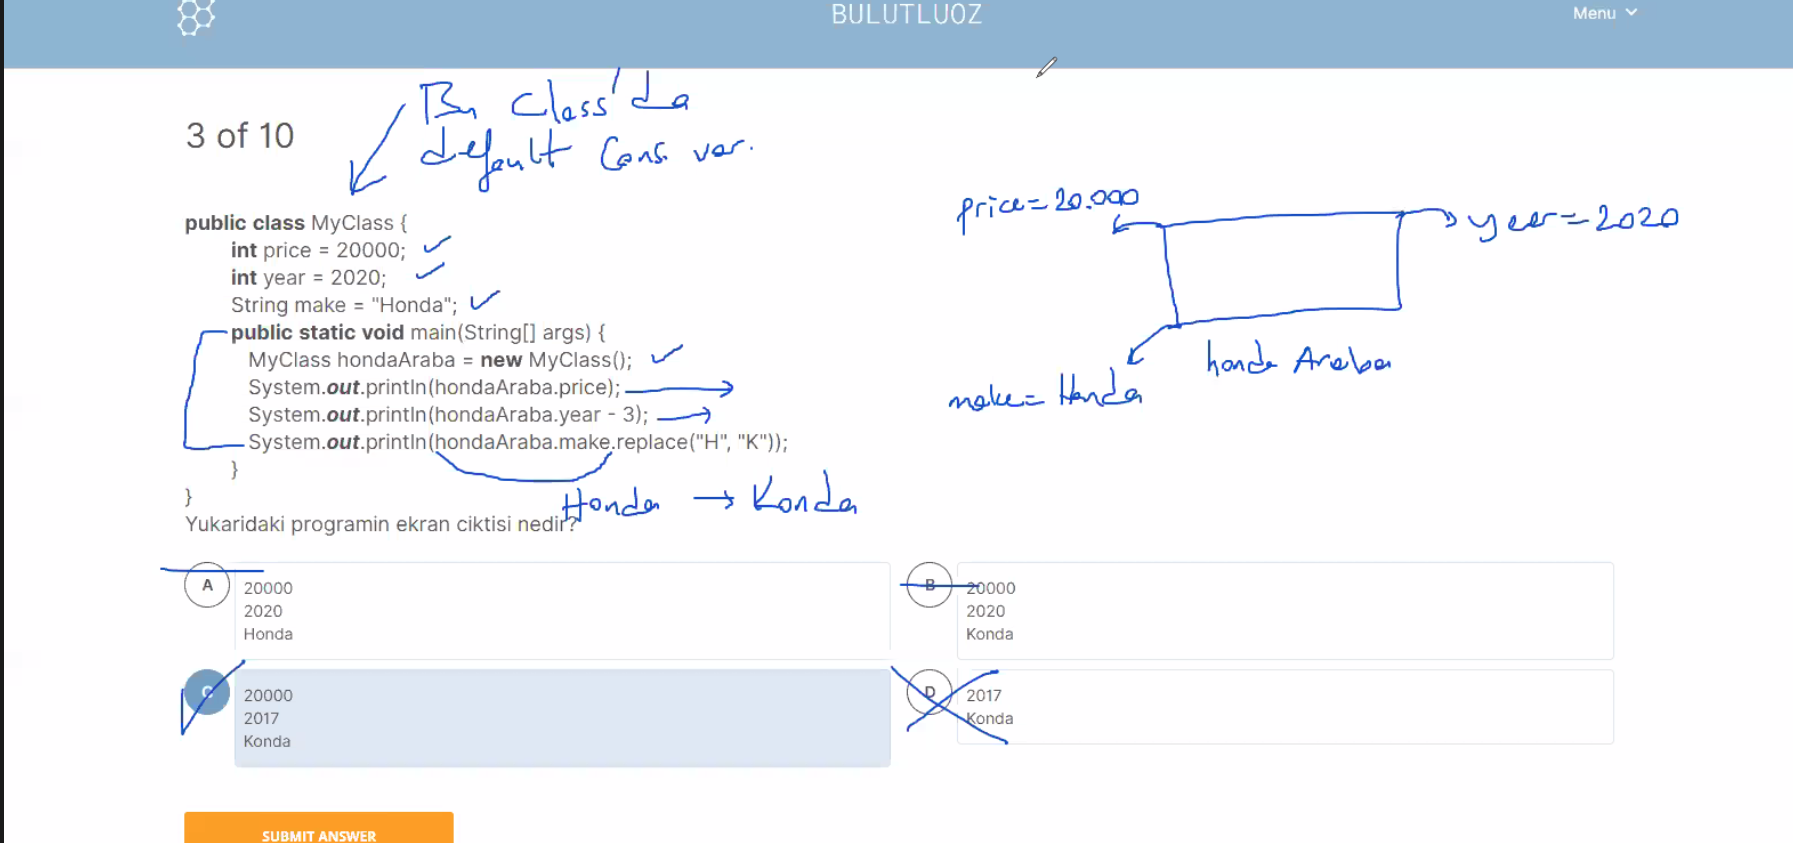 BULUTLUOZ
Menu
Bu Class'da
default Cons. var.
3 of 10
price=20.000
year=2020
make=Honda
honda Araba
public class MyClass {
int price = 20000;
int year = 2020;
String make = "Honda";
public static void main(String[] args) {
MyClass hondaAraba = new MyClass();
System.out.println(hondaAraba.price);
System.out.println(hondaAraba.year - 3);
System.out.println(hondaAraba.make.replace("H", "K"));
}
}
Honda → Konda
Yukaridaki programin ekran ciktisi nedir?
A
20000
2020
Honda
B
20000
2020
Konda
C
20000
2017
Konda
D
2017
Konda
SUBMIT ANSWER